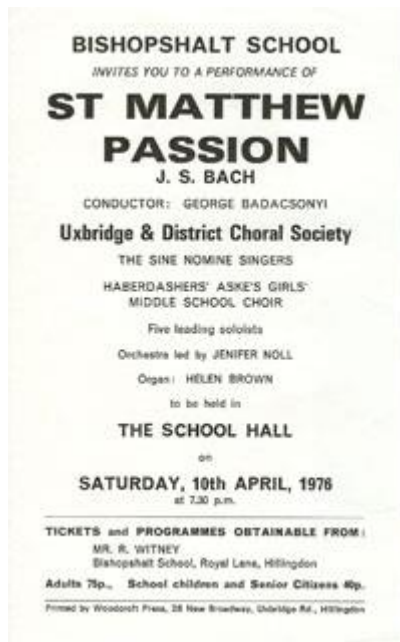 BISHOPSHALT SCHOOL
INVITES YOU TO A PERFORMANCE OF
ST MATTHEW
PASSION
J. S. BACH
CONDUCTOR: GEORGE BADACSONYI
Uxbridge & District Choral Society
THE SINE NOMINE SINGERS
HABERDASHERS' ASKE'S GIRLS'
MIDDLE SCHOOL CHOIR
Five leading soloists
Orchestra led by JENIFER NOLL
Organ: HELEN BROWN
to be held in
THE SCHOOL HALL
on
SATURDAY, 10th APRIL, 1976
at 7.30 p.m.
TICKETS and PROGRAMMES OBTAINABLE FROM:
MR. R. WITNEY
Bishopshalt School, Royal Lane, Hillingdon
Adults 75p., School children and Senior Citizens 40p.
Printed by Woodcroft Press, 28 New Broadway, Uxbridge Rd., Hillingdon